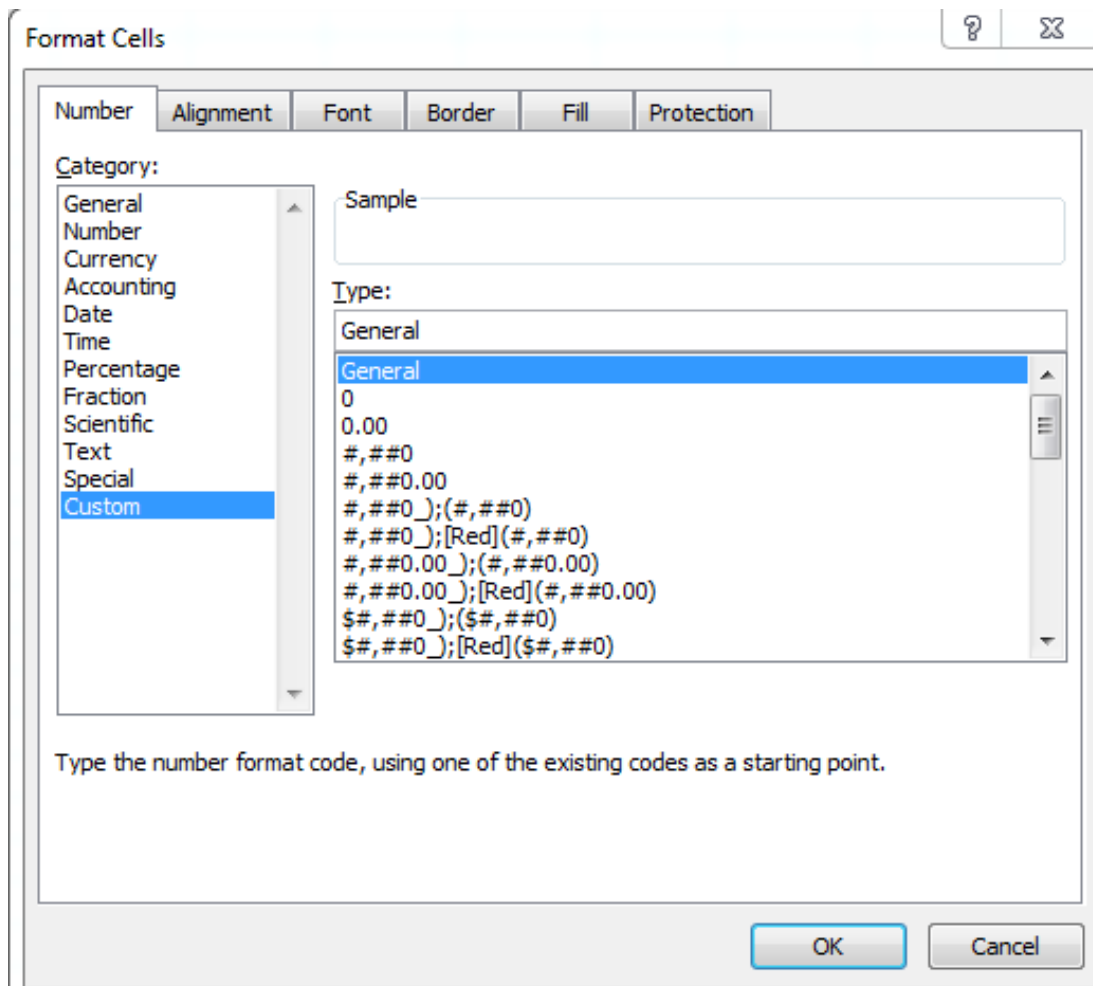 Format Cells
Number Alignment Font Border Fill Protection
Category:
General
Number
Currency
Accounting
Date
Time
Percentage
Fraction
Scientific
Text
Special
Custom
Sample
Type:
General
General
0
0.00
#,##0
#,##0.00
#,##0_);(#,##0)
#,##0_);[Red](#,##0)
#,##0.00_);(#,##0.00)
#,##0.00_);[Red](#,##0.00)
$#,##0_);($#,##0)
$#,##0_);[Red]($#,##0)
Type the number format code, using one of the existing codes as a starting point.
OK Cancel